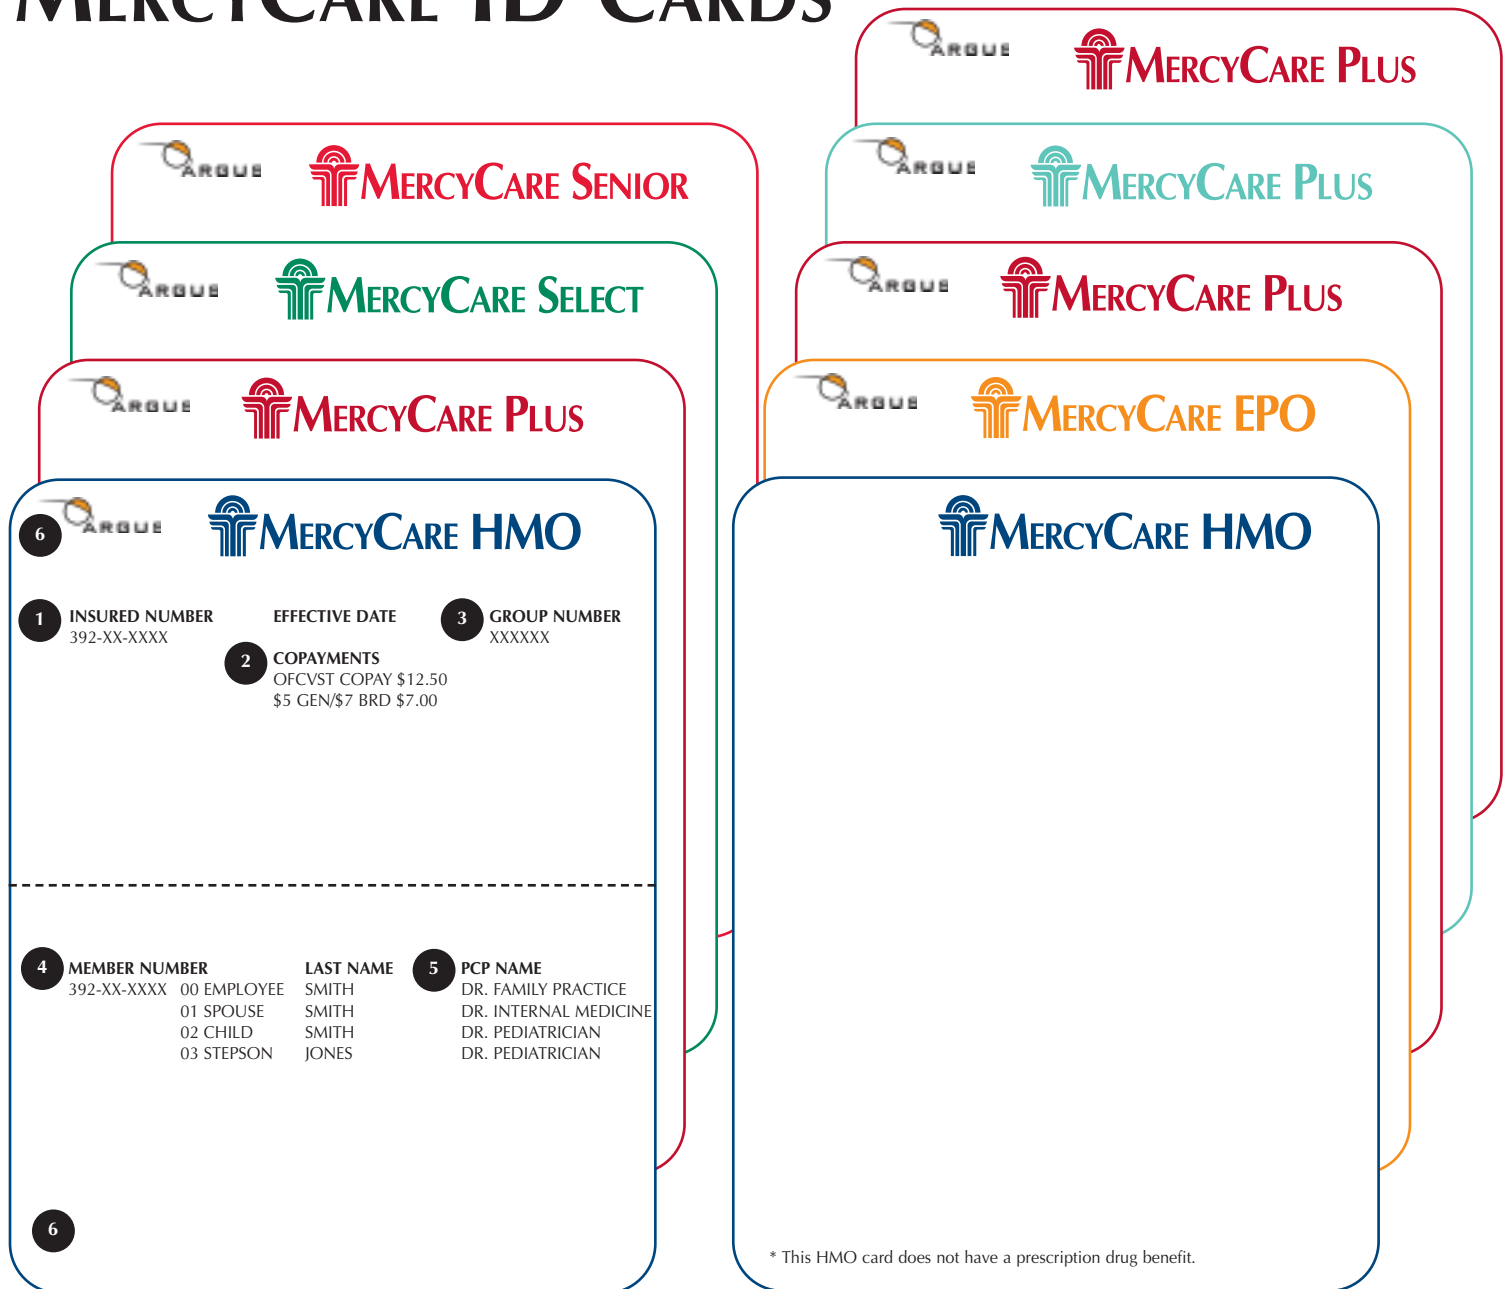 MERCYCARE ID CARDS
ARGUS
MERCYCARE SENIOR
ARGUS
MERCYCARE SELECT
ARGUS
MERCYCARE PLUS
ARGUS
MERCYCARE HMO
6
1 INSURED NUMBER EFFECTIVE DATE 3 GROUP NUMBER
392-XX-XXXX XXXXXX
2 COPAYMENTS
OFCVST COPAY $12.50
$5 GEN/$7 BRD $7.00
4 MEMBER NUMBER LAST NAME 5 PCP NAME
392-XX-XXXX 00 EMPLOYEE SMITH DR. FAMILY PRACTICE
01 SPOUSE SMITH DR. INTERNAL MEDICINE
02 CHILD SMITH DR. PEDIATRICIAN
03 STEPSON JONES DR. PEDIATRICIAN
6
ARGUS
MERCYCARE PLUS
ARGUS
MERCYCARE PLUS
ARGUS
MERCYCARE PLUS
ARGUS
MERCYCARE EPO
MERCYCARE HMO
* This HMO card does not have a prescription drug benefit.